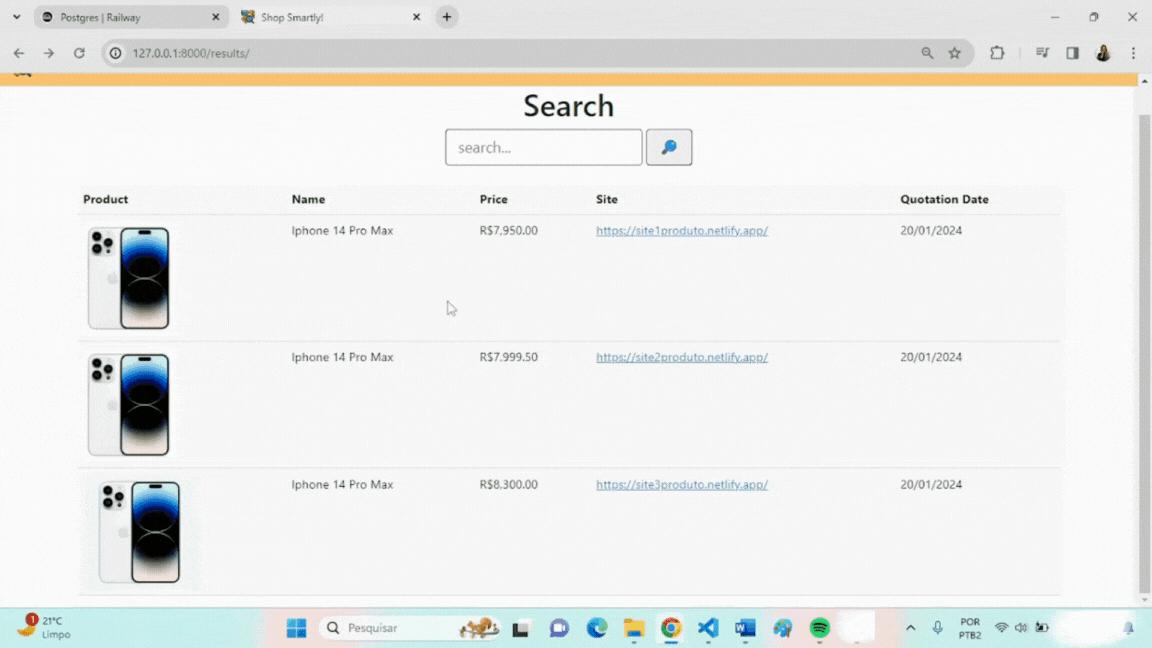 Postgres | Railway
Shop Smartly!
127.0.0.1:8000/results/
Search
search...
Product Name Price Site Quotation Date
Iphone 14 Pro Max R$7,950.00 https://site1produto.netlify.app/ 20/01/2024
Iphone 14 Pro Max R$7,999.50 https://site2produto.netlify.app/ 20/01/2024
Iphone 14 Pro Max R$8,300.00 https://site3produto.netlify.app/ 20/01/2024
1
21°C
Limpo
Pesquisar
POR
PTB2